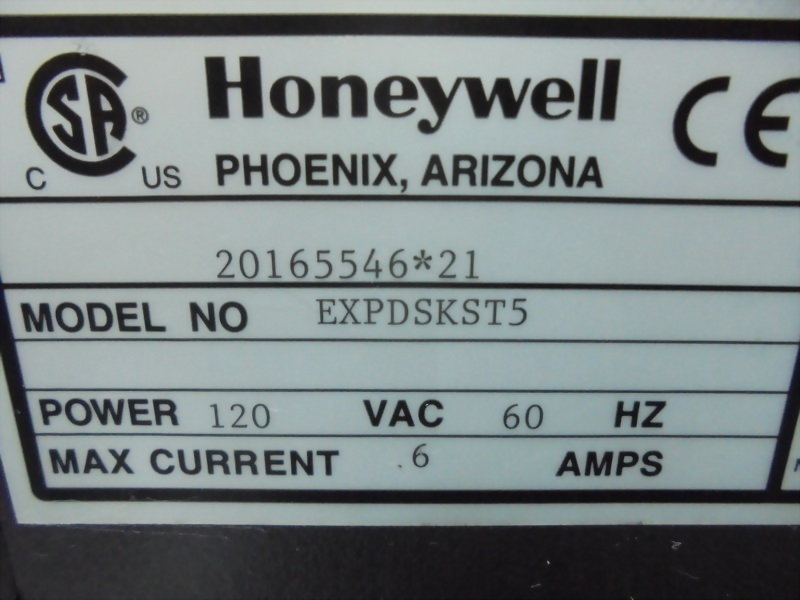 SA ®
C US
Honeywell
CE
PHOENIX, ARIZONA
20165546*21
MODEL NO EXPDSKST5
POWER 120 VAC 60 HZ
MAX CURRENT .6 AMPS